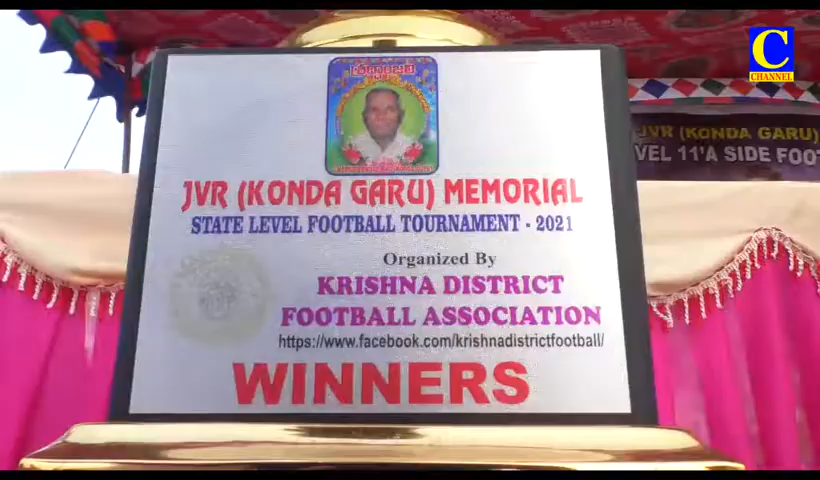 C
CHANNEL
JVR (KONDA GARU)
VEL 11'A SIDE FOO
JVR (KONDA GARU) MEMORIAL
STATE LEVEL FOOTBALL TOURNAMENT - 2021
Organized By
KRISHNA DISTRICT
FOOTBALL ASSOCIATION
https://www.facebook.com/krishnadistrictfootball/
WINNERS